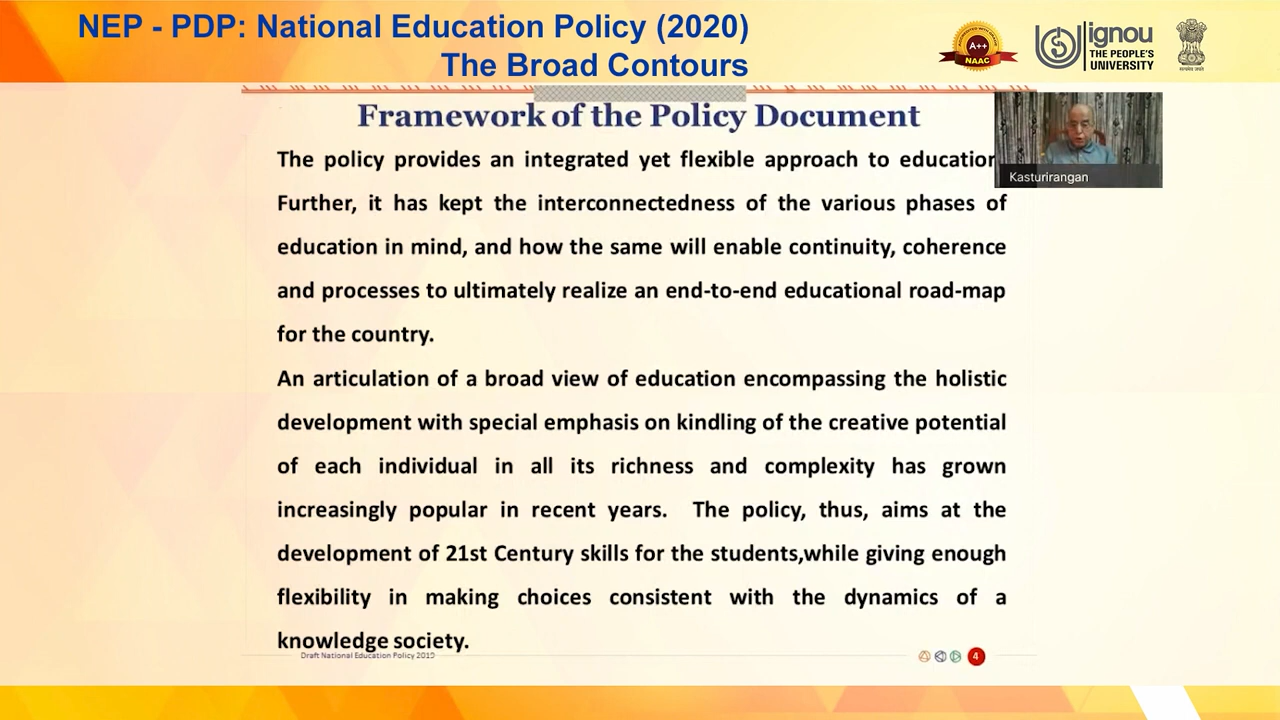 NEP - PDP: National Education Policy (2020)
The Broad Contours
A++
NAAC
ignou
THE PEOPLE'S
UNIVERSITY
Framework of the Policy Document
Kasturirangan
The policy provides an integrated yet flexible approach to education
Further, it has kept the interconnectedness of the various phases of
education in mind, and how the same will enable continuity, coherence
and processes to ultimately realize an end-to-end educational road-map
for the country.
An articulation of a broad view of education encompassing the holistic
development with special emphasis on kindling of the creative potential
of each individual in all its richness and complexity has grown
increasingly popular in recent years. The policy, thus, aims at the
development of 21st Century skills for the students,while giving enough
flexibility in making choices consistent with the dynamics of a
knowledge society.
Draft National Education Policy 2019
4